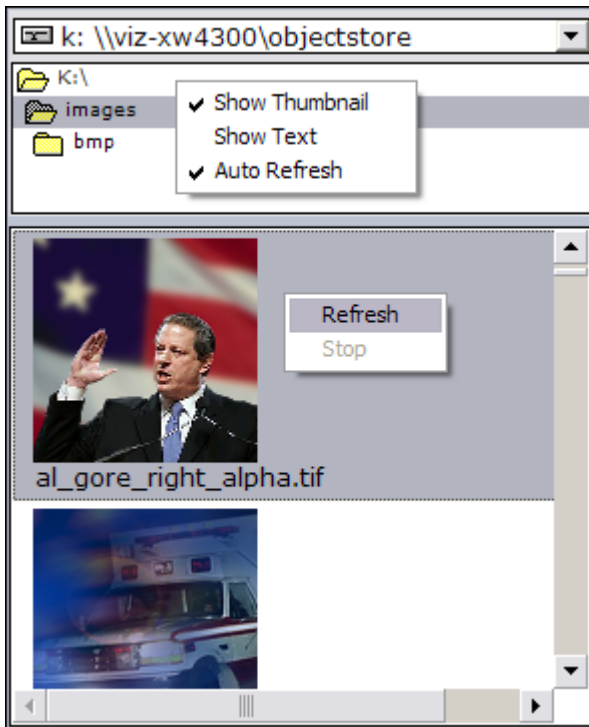 k: \\viz-xw4300\objectstore
K:\
images
bmp
Show Thumbnail
Show Text
Auto Refresh
Refresh
Stop
al_gore_right_alpha.tif